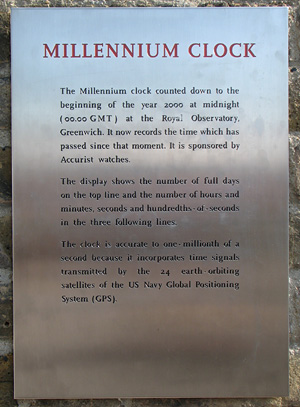 MILLENNIUM CLOCK
The Millennium clock counted down to the
beginning of the year 2000 at midnight
(00.00 GMT) at the Royal Observatory,
Greenwich. It now records the time which has
passed since that moment. It is sponsored by
Accurist watches.
The display shows the number of full days
on the top line and the number of hours and
minutes, seconds and hundredths-of-seconds
in the three following lines.
The clock is accurate to one-millionth of a
second because it incorporates time signals
transmitted by the 24 earth-orbiting
satellites of the US Navy Global Positioning
System (GPS).